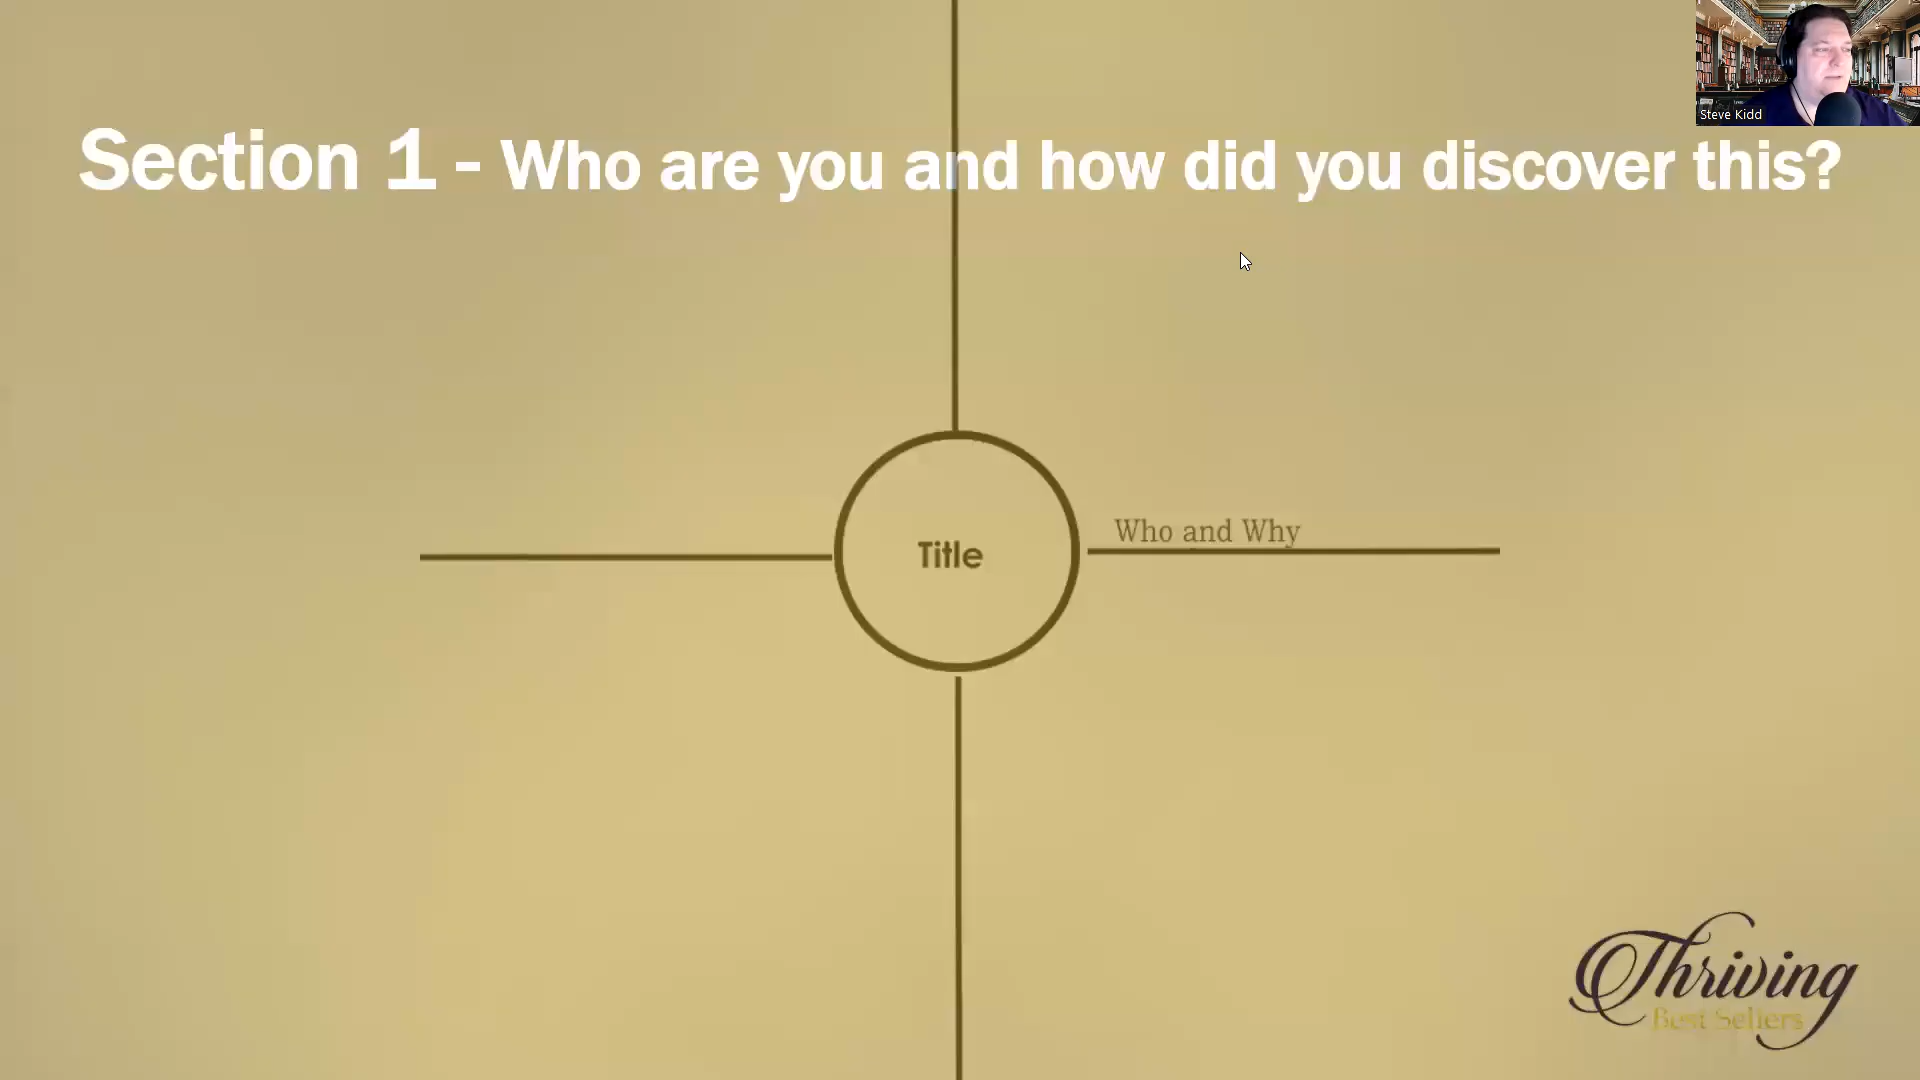 Steve Kidd
Section 1 - Who are you and how did you discover this?
Who and Why
Title
Thriving
Best Sellers